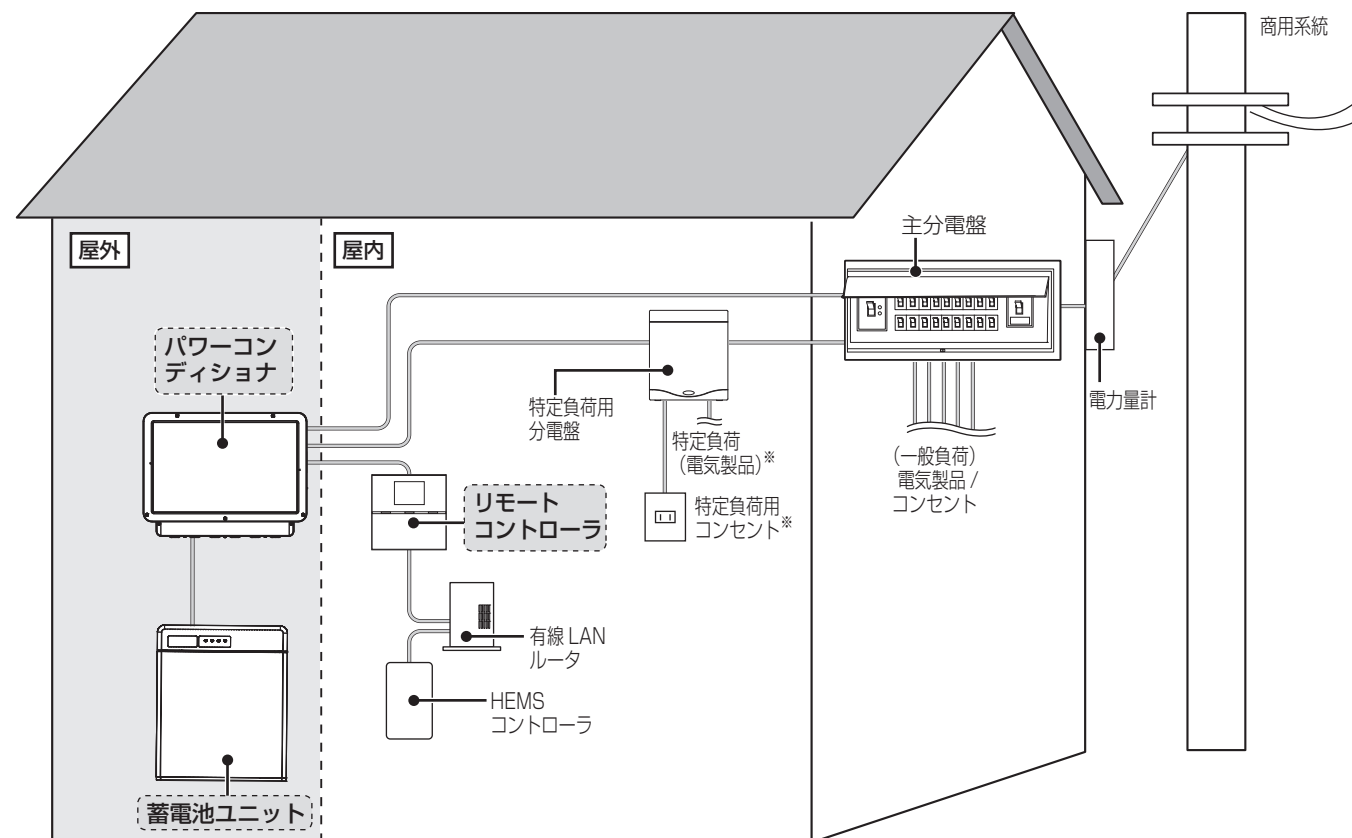 商用系統
主分電盤
屋外
屋内
パワーコン
ディショナ
特定負荷用
分電盤
特定負荷
(電気製品)※
電力量計
(一般負荷)
電気製品 /
コンセント
リモート
コントローラ
特定負荷用
コンセント※
有線 LAN
ルータ
HEMS
コントローラ
蓄電池ユニット